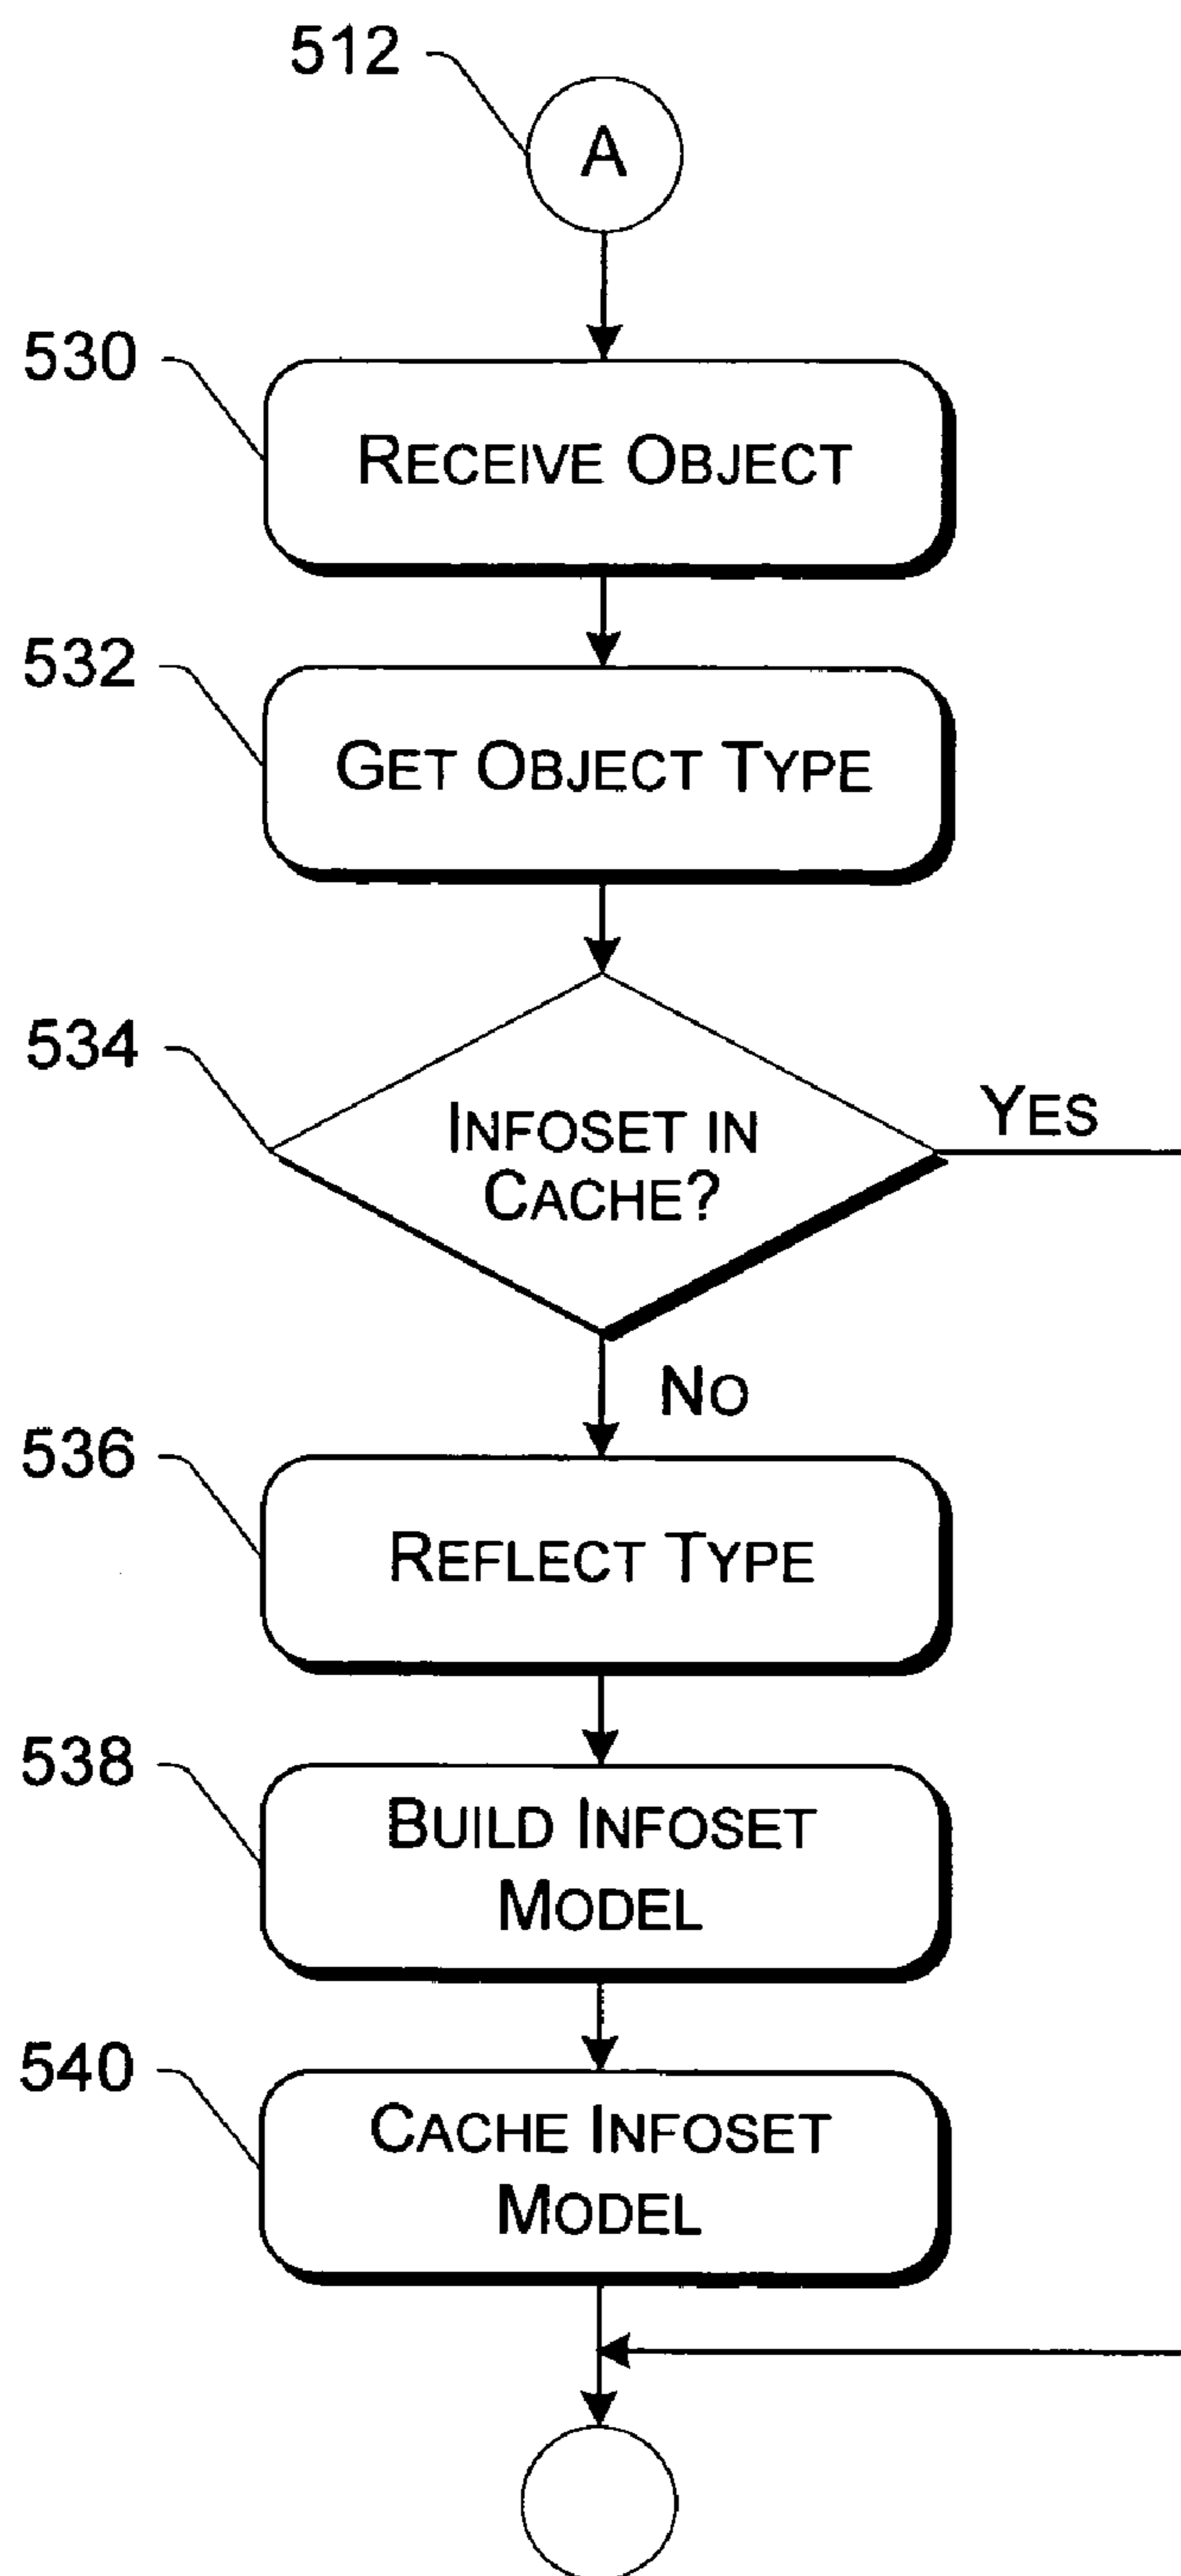 512
A
530
RECEIVE OBJECT
532
GET OBJECT TYPE
534
INFOSET IN
CACHE?
YES
NO
536
REFLECT TYPE
538
BUILD INFOSET
MODEL
540
CACHE INFOSET
MODEL